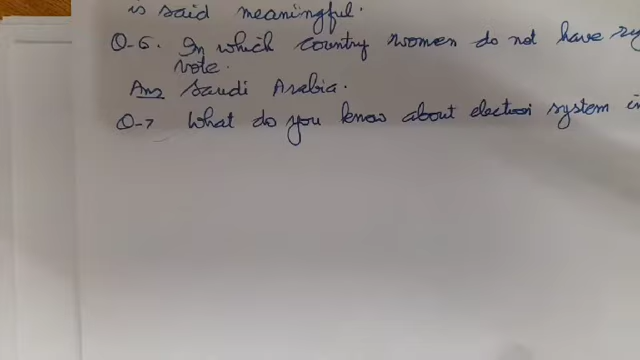 is said meaningful.
Q-6. In which country women do not have
vote.
Ans Saudi Arabia.
Q-7 What do you know about election system in